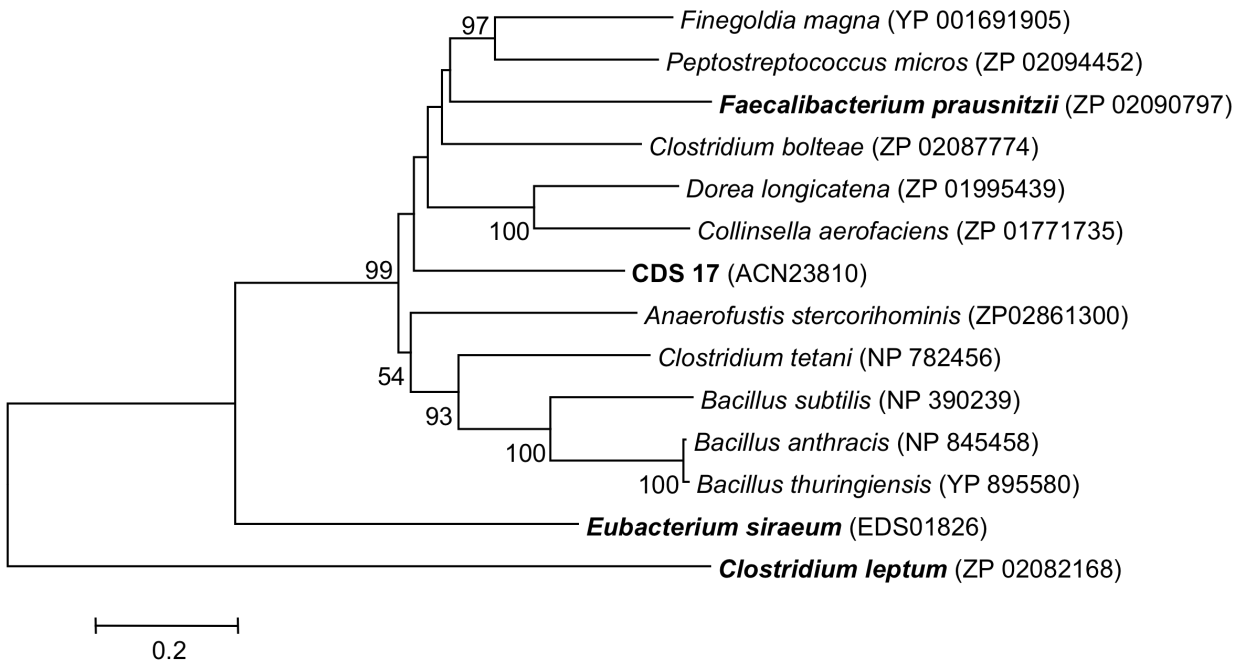 97
Finegoldia magna (YP 001691905)
Peptostreptococcus micros (ZP 02094452)
Faecalibacterium prausnitzii (ZP 02090797)
Clostridium bolteae (ZP 02087774)
Dorea longicatena (ZP 01995439)
100
Collinsella aerofaciens (ZP 01771735)
99
CDS 17 (ACN23810)
Anaerofustis stercorihominis (ZP02861300)
54
Clostridium tetani (NP 782456)
93
Bacillus subtilis (NP 390239)
100
Bacillus anthracis (NP 845458)
100
Bacillus thuringiensis (YP 895580)
Eubacterium siraeum (EDS01826)
Clostridium leptum (ZP 02082168)
0.2